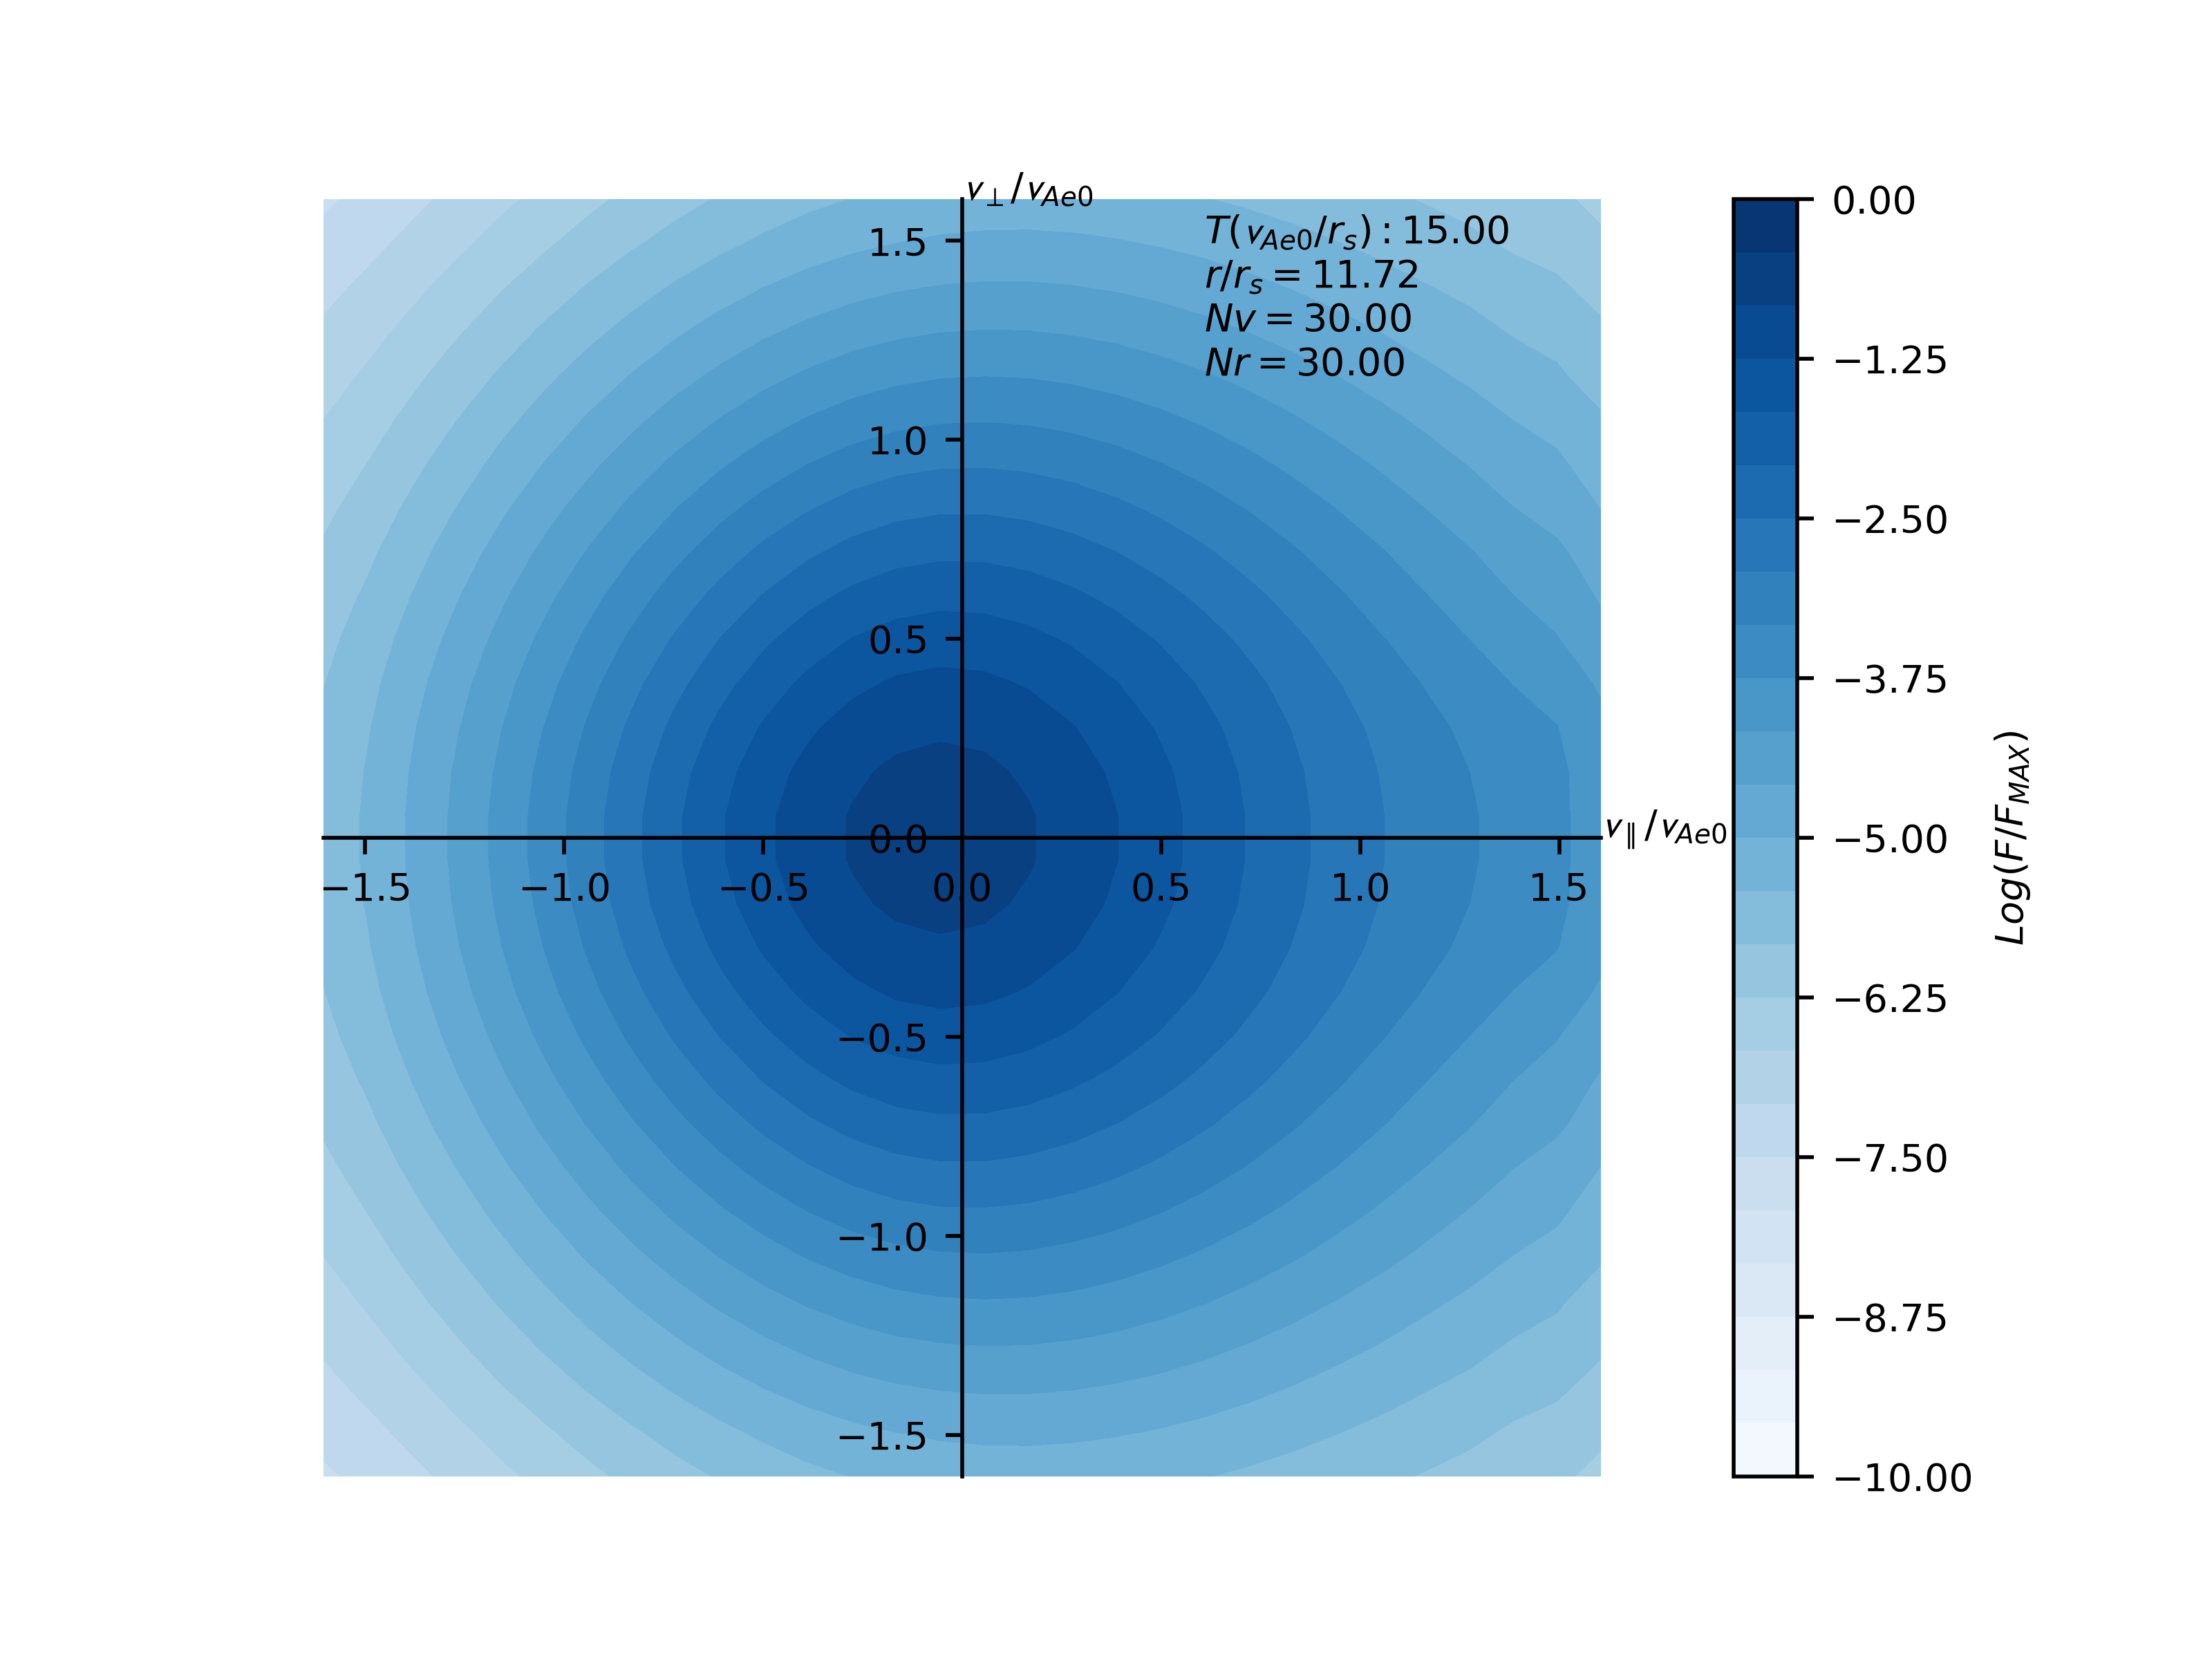 v⊥/vAe0
T(vAe0/rs) : 15.00
r/rs = 11.72
Nv = 30.00
Nr = 30.00
1.5
1.0
0.5
0.0
−0.5
−1.0
−1.5
−1.5 −1.0 −0.5 0.0 0.5 1.0 1.5
v∥/vAe0
0.00
−1.25
−2.50
−3.75
−5.00
−6.25
−7.50
−8.75
−10.00
Log(F/FMAX)